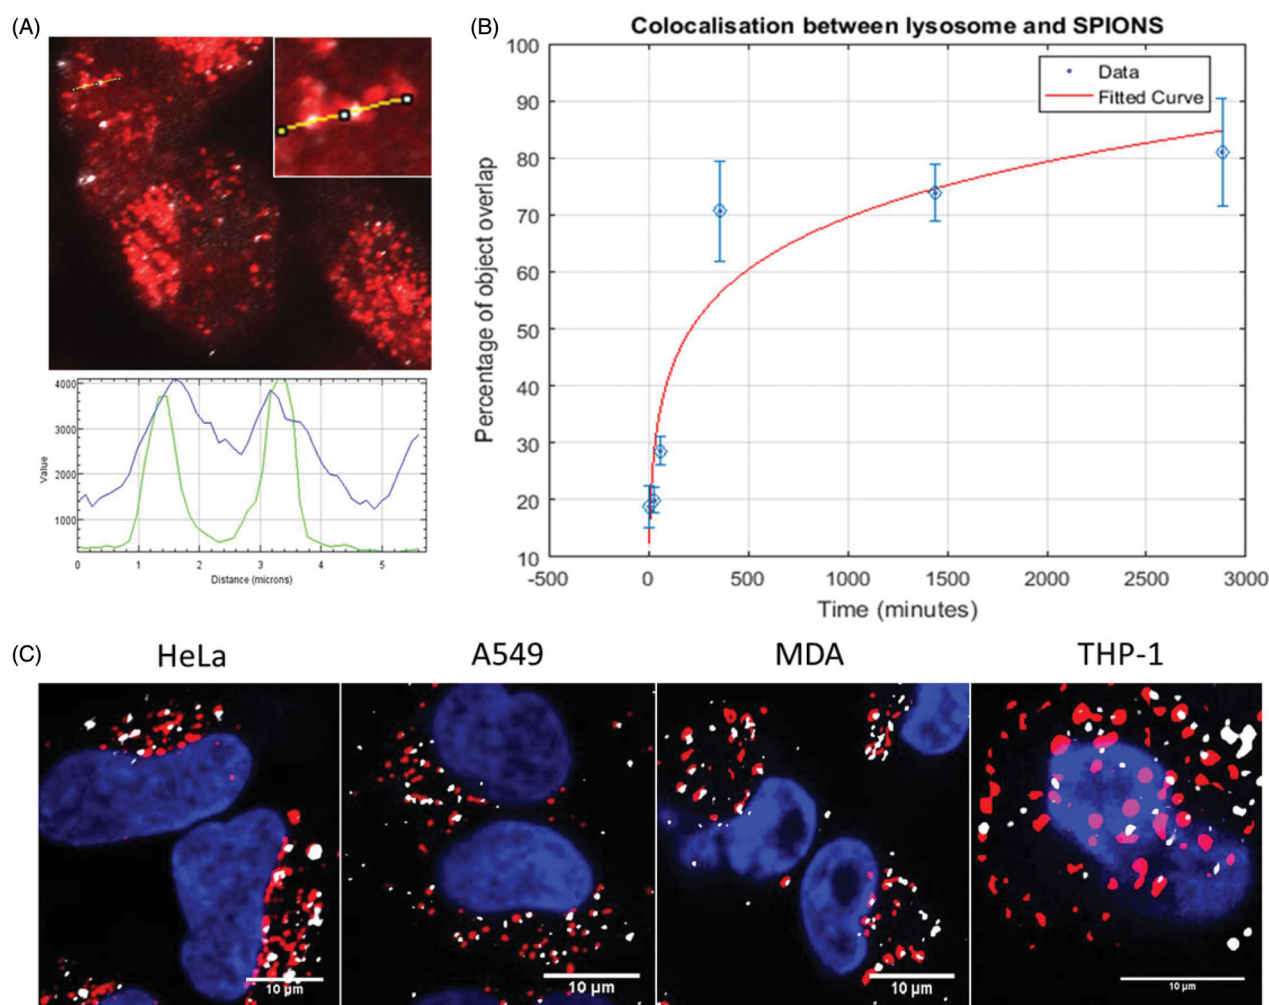 (A)
4000
3000
2000
1000
Value
0 1 2 3 4 5
Distance (microns)
(B)
Colocalisation between lysosome and SPIONS
Data
Fitted Curve
100
90
80
70
60
50
40
30
20
10
Percentage of object overlap
-500 0 500 1000 1500 2000 2500 3000
Time (minutes)
(C)
HeLa A549 MDA THP-1
10 µm 10 µm 10 µm 10 µm